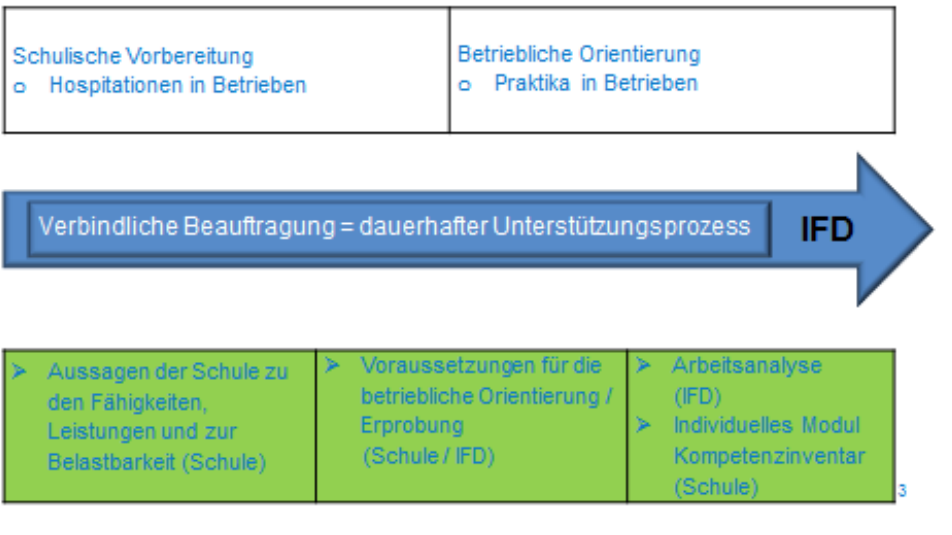 Schulische Vorbereitung
o Hospitationen in Betrieben
Betriebliche Orientierung
o Praktika in Betrieben
Verbindliche Beauftragung = dauerhafter Unterstützungsprozess
IFD
➢ Aussagen der Schule zu
den Fähigkeiten,
Leistungen und zur
Belastbarkeit (Schule)
➢ Voraussetzungen für die
betriebliche Orientierung /
Erprobung
(Schule / IFD)
➢ Arbeitsanalyse
(IFD)
➢ Individuelles Modul
Kompetenzinventar
(Schule)
3